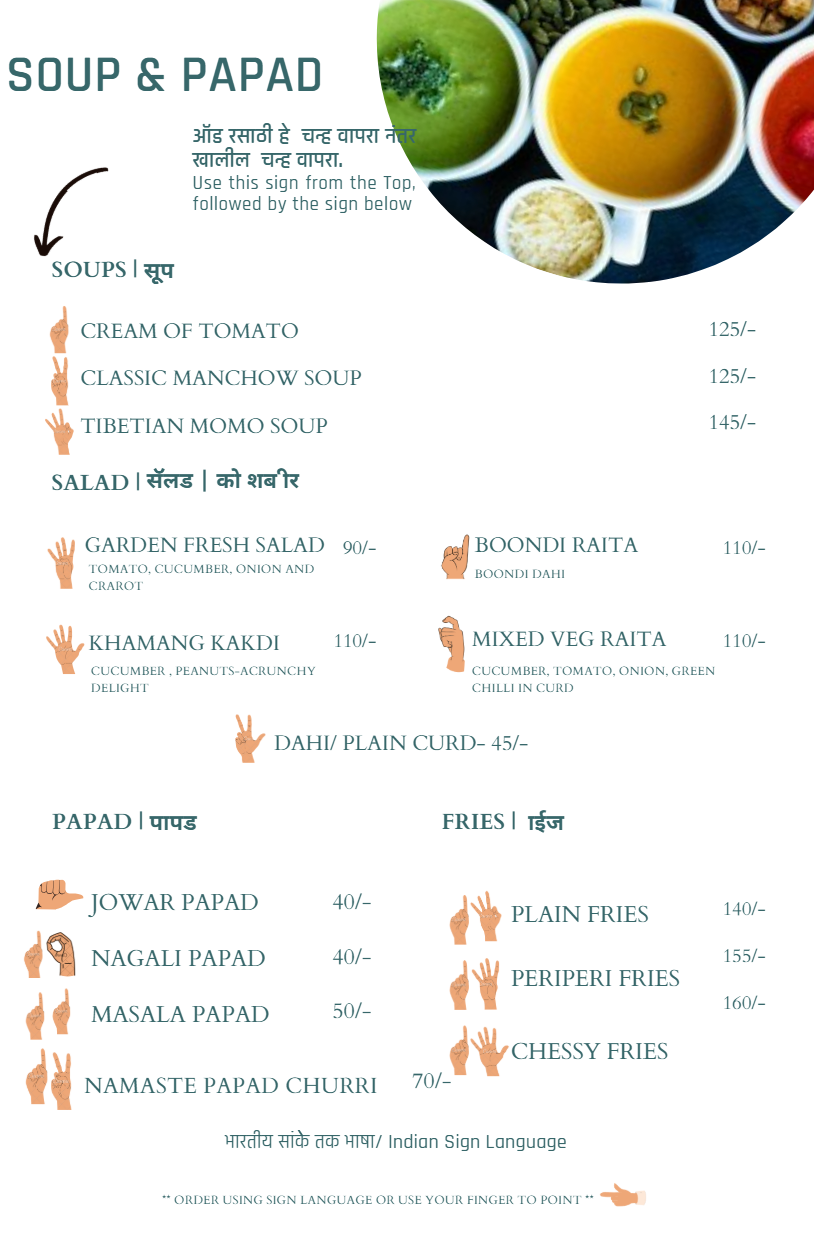 SOUP & PAPAD
ऑड रसाठी हे चन्ह वापरा नंतर
खालील चन्ह वापरा.
Use this sign from the Top,
followed by the sign below
SOUPS | सूप
CREAM OF TOMATO 125/-
CLASSIC MANCHOW SOUP 125/-
TIBETIAN MOMO SOUP 145/-
SALAD | सॅलड | को शबीर
GARDEN FRESH SALAD 90/-
TOMATO, CUCUMBER, ONION AND
CRAROT
BOONDI RAITA 110/-
BOONDI DAHI
KHAMANG KAKDI 110/-
CUCUMBER , PEANUTS-ACRUNCHY
DELIGHT
MIXED VEG RAITA 110/-
CUCUMBER, TOMATO, ONION, GREEN
CHILLI IN CURD
DAHI/ PLAIN CURD- 45/-
PAPAD | पापड
JOWAR PAPAD 40/-
NAGALI PAPAD 40/-
MASALA PAPAD 50/-
NAMASTE PAPAD CHURRI 70/-
FRIES | ाईज
PLAIN FRIES 140/-
155/-
PERIPERI FRIES
160/-
CHESSY FRIES
भारतीय सांके तक भाषा/ Indian Sign Language
** ORDER USING SIGN LANGUAGE OR USE YOUR FINGER TO POINT **